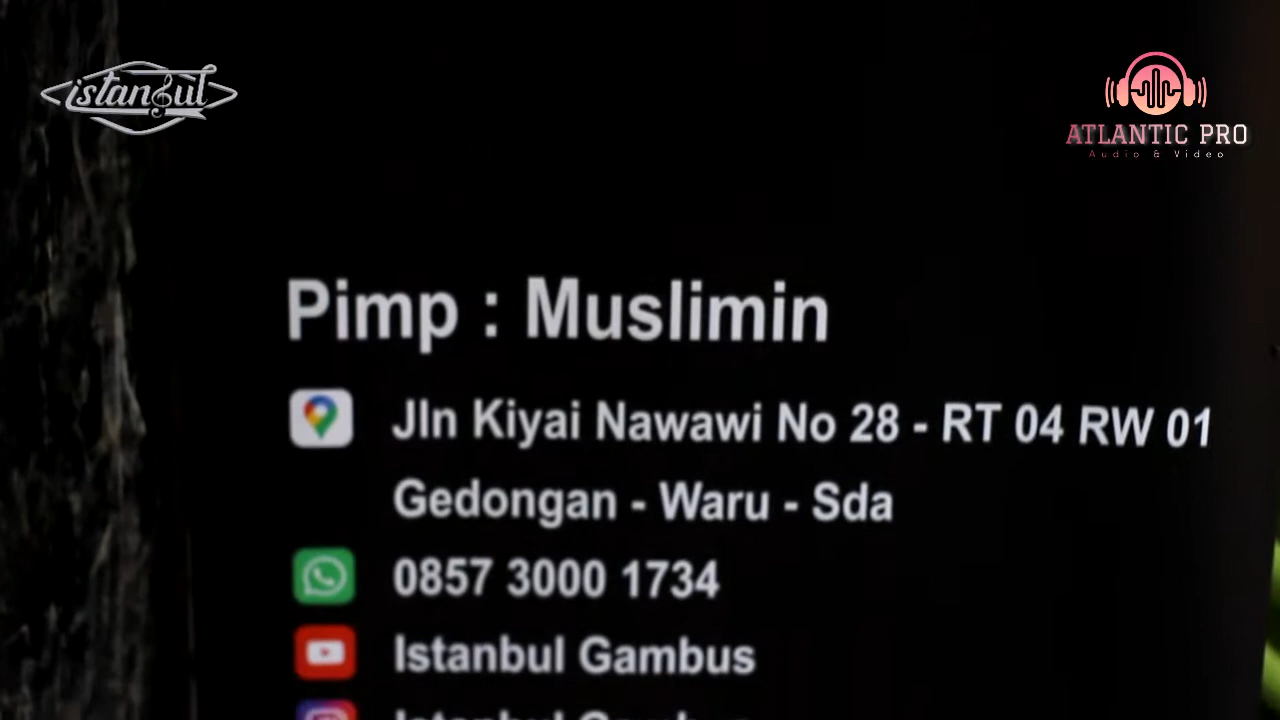 istanbul
ATLANTIC PRO
Audio & Video
Pimp : Muslimin
Jln Kiyai Nawawi No 28 - RT 04 RW 01
Gedongan - Waru - Sda
0857 3000 1734
Istanbul Gambus